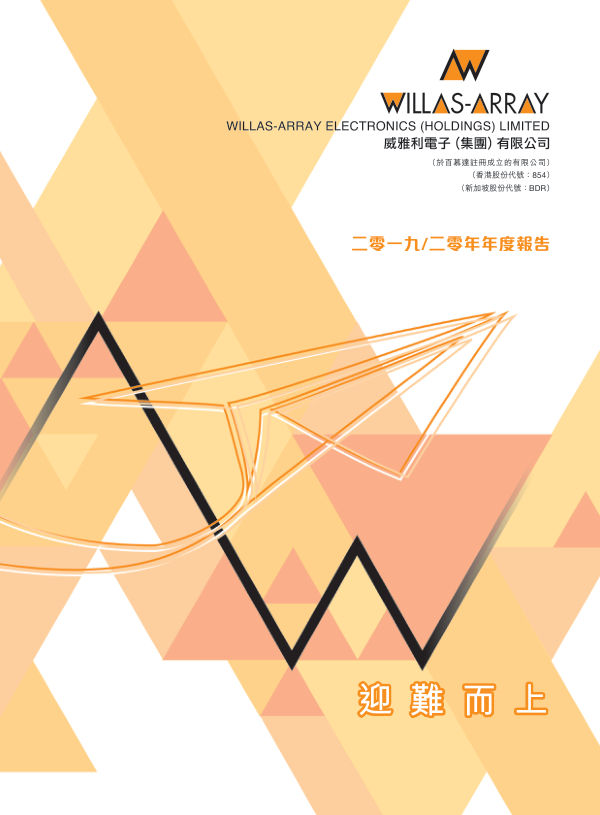 WILLAS-ARRAY
WILLAS-ARRAY ELECTRONICS (HOLDINGS) LIMITED
威雅利電子(集團)有限公司
(於百慕達註冊成立的有限公司)
(香港股份代號:854)
(新加坡股份代號:BDR)
二零一九/二零年年度報告
迎難而上